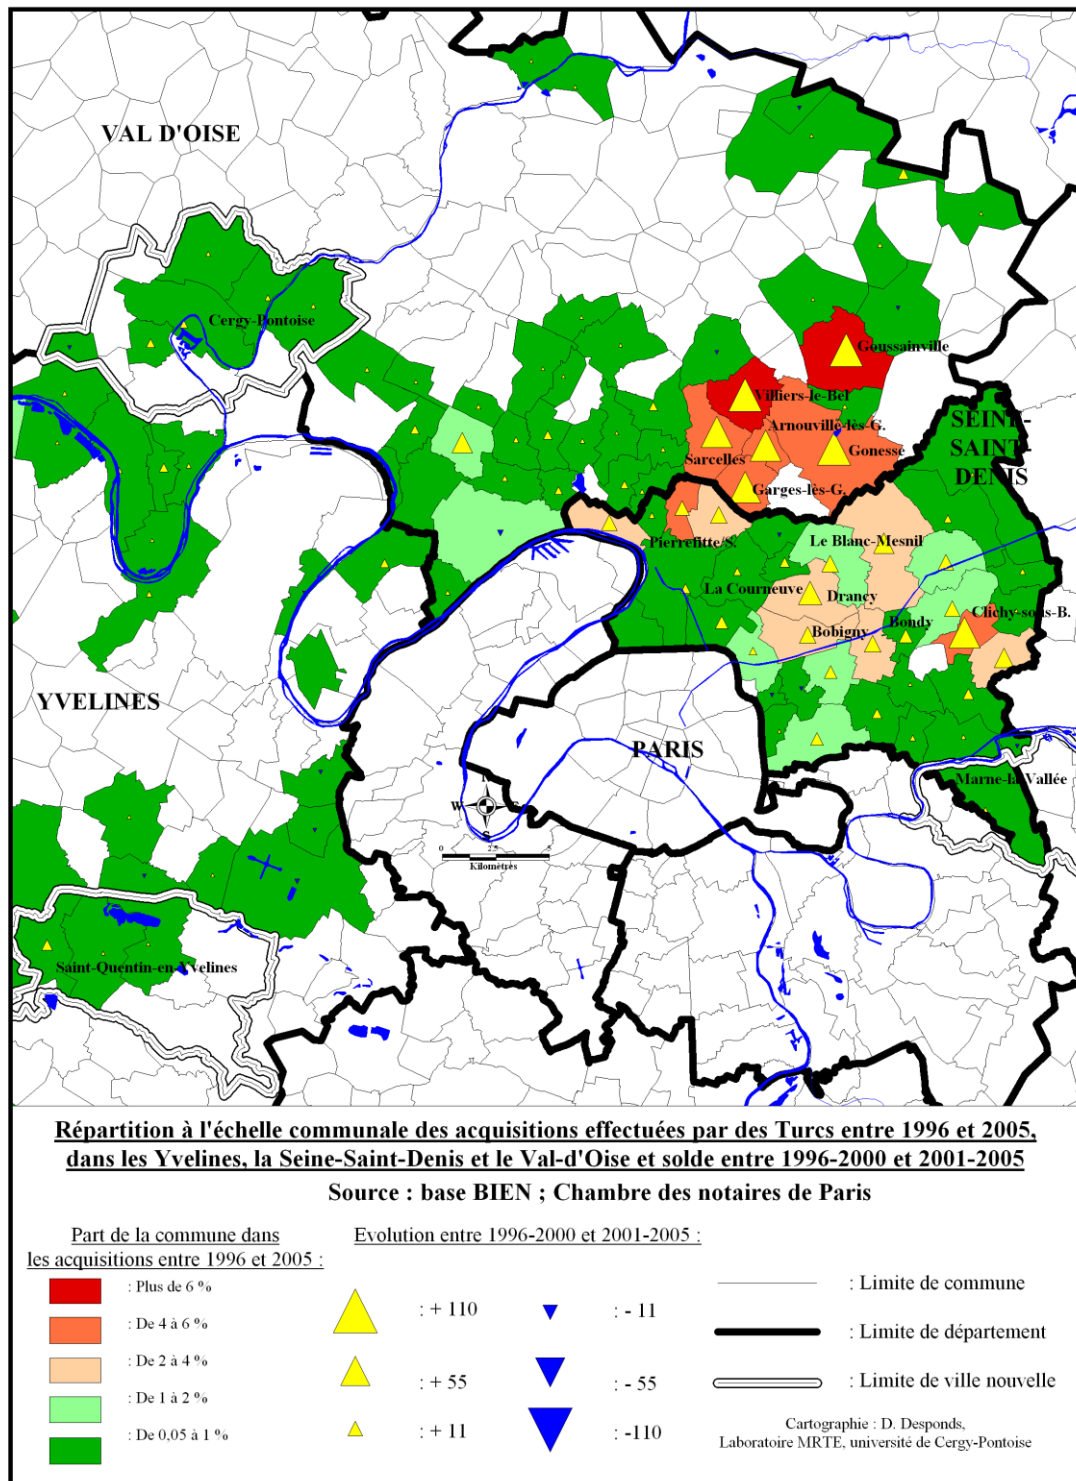 VAL D'OISE
Cergy-Pontoise
Goussainville
Villiers-le-Bel
Arnouville-lès-G.
SEINE-
SAINT-
DENIS
Sarcelles
Gonesse
Garges-lès-G.
Pierrefitte/S.
Le Blanc-Mesnil
La Courneuve
Drancy
Clichy-sous-B.
Bobigny
Bondy
YVELINES
PARIS
Marne-la-Vallée
N
W E
S
0 2,5 5
Kilomètres
Saint-Quentin-en-Yvelines
Répartition à l'échelle communale des acquisitions effectuées par des Turcs entre 1996 et 2005,
dans les Yvelines, la Seine-Saint-Denis et le Val-d'Oise et solde entre 1996-2000 et 2001-2005
Source : base BIEN ; Chambre des notaires de Paris
Part de la commune dans
les acquisitions entre 1996 et 2005 :
: Plus de 6 %
: De 4 à 6 %
: De 2 à 4 %
: De 1 à 2 %
: De 0,05 à 1 %
Evolution entre 1996-2000 et 2001-2005 :
: + 110
: + 55
: + 11
: - 11
: - 55
: -110
: Limite de commune
: Limite de département
: Limite de ville nouvelle
Cartographie : D. Desponds,
Laboratoire MRTE, université de Cergy-Pontoise